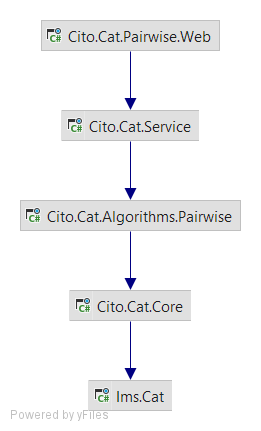 Cito.Cat.Pairwise.Web
Cito.Cat.Service
Cito.Cat.Algorithms.Pairwise
Cito.Cat.Core
Ims.Cat
Powered by yFiles